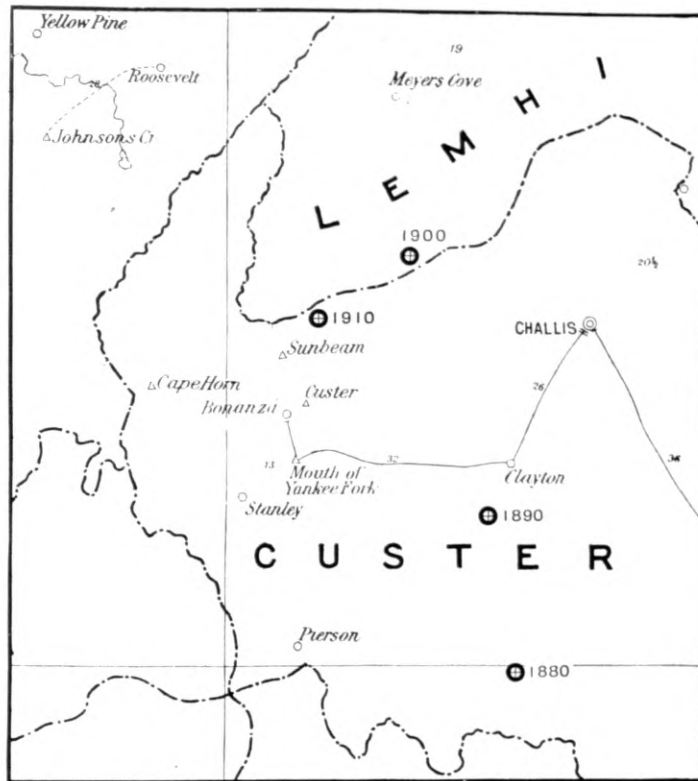 Yellow Pine
19
Roosevelt
Meyers Cove
LEMHI
Johnsons Cr
1900
20½
1910
CHALLIS
Sunbeam
Cape Horn
Custer
26
Bonanza
13
Mouth of
Yankee Fork
32
Clayton
38
Stanley
1890
CUSTER
Pierson
1880